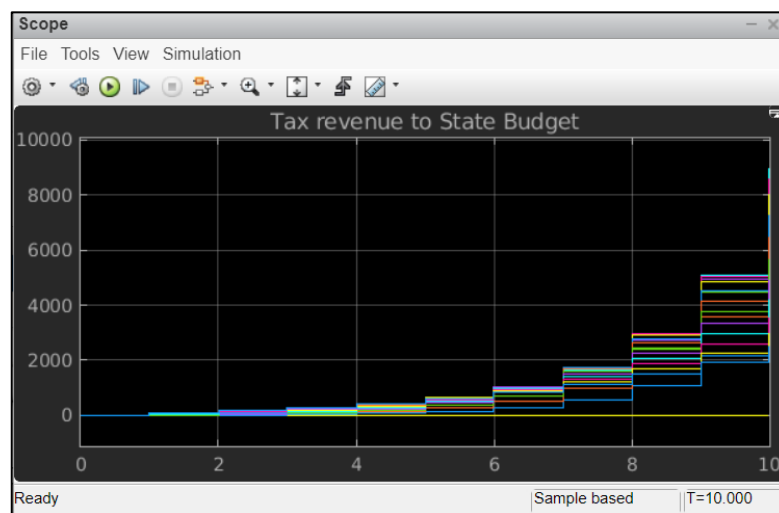 Scope
File Tools View Simulation
Tax revenue to State Budget
10000
8000
6000
4000
2000
0
0 2 4 6 8 10
Ready Sample based T=10.000